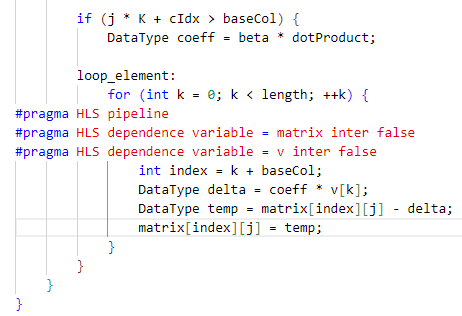 if (j * K + cIdx > baseCol) {
DataType coeff = beta * dotProduct;
loop_element:
for (int k = 0; k < length; ++k) {
#pragma HLS pipeline
#pragma HLS dependence variable = matrix inter false
#pragma HLS dependence variable = v inter false
int index = k + baseCol;
DataType delta = coeff * v[k];
DataType temp = matrix[index][j] - delta;
matrix[index][j] = temp;
}
}
}
}